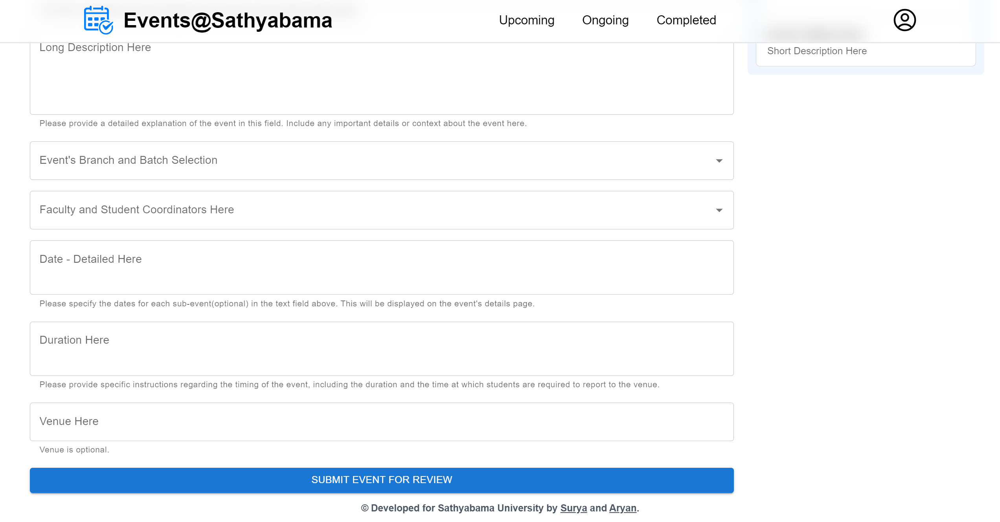 Events@Sathyabama
Upcoming
Ongoing
Completed
Long Description Here
Short Description Here
Please provide a detailed explanation of the event in this field. Include any important details or context about the event here.
Event's Branch and Batch Selection
Faculty and Student Coordinators Here
Date - Detailed Here
Please specify the dates for each sub-event(optional) in the text field above. This will be displayed on the event's details page.
Duration Here
Please provide specific instructions regarding the timing of the event, including the duration and the time at which students are required to report to the venue.
Venue Here
Venue is optional.
SUBMIT EVENT FOR REVIEW
© Developed for Sathyabama University by Surya and Aryan.